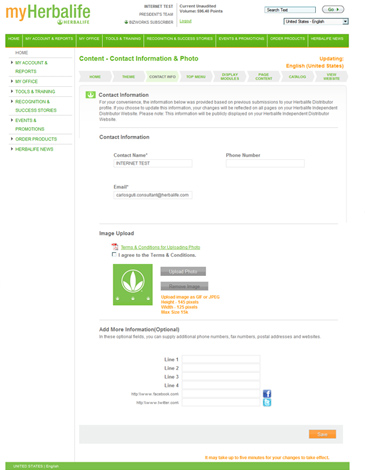 myHerbalife
HERBALIFE
INTERNET TEST
PRESIDENT'S TEAM
BIZWORKS SUBSCRIBER
Current Unaudited
Volume: 596.40 Points
Logout
Search Text
Go
United States - English
HOME
MY ACCOUNT & REPORTS
MY OFFICE
TOOLS & TRAINING
RECOGNITION & SUCCESS STORIES
EVENTS & PROMOTIONS
ORDER PRODUCTS
HERBALIFE NEWS
HOME
MY ACCOUNT &
REPORTS
MY OFFICE
TOOLS & TRAINING
RECOGNITION &
SUCCESS STORIES
EVENTS &
PROMOTIONS
ORDER PRODUCTS
HERBALIFE NEWS
Content - Contact Information & Photo
Updating:
English (United States)
HOME
THEME
CONTACT INFO
TOP MENU
DISPLAY
MODULES
PAGE
CONTENT
CATALOG
VIEW
WEBSITE
Contact Information
For your convenience, the information below was provided based on previous submissions to your Herbalife Distributor
profile. If you choose to update this information, your changes will be reflected on all pages on your Herbalife Independent
Distributor Website. Please note: This information will be publicly displayed on your Herbalife Independent Distributor
Website.
Contact Information
Contact Name*
Phone Number
INTERNET TEST
Email*
Image Upload
Terms & Conditions for Uploading Photo
I agree to the Terms & Conditions.
Upload Photo
Remove Image
Upload image as GIF or JPEG
Height - 145 pixels
Width - 125 pixels
Max Size 15k
Add More Information(Optional)
In these optional fields, you can supply additional phone numbers, fax numbers, postal addresses and websites.
Line 1
Line 2
Line 3
Line 4
http://www.facebook.com/
http://www.twitter.com/
Save
It may take up to five minutes for your changes to take effect.
UNITED STATES | English